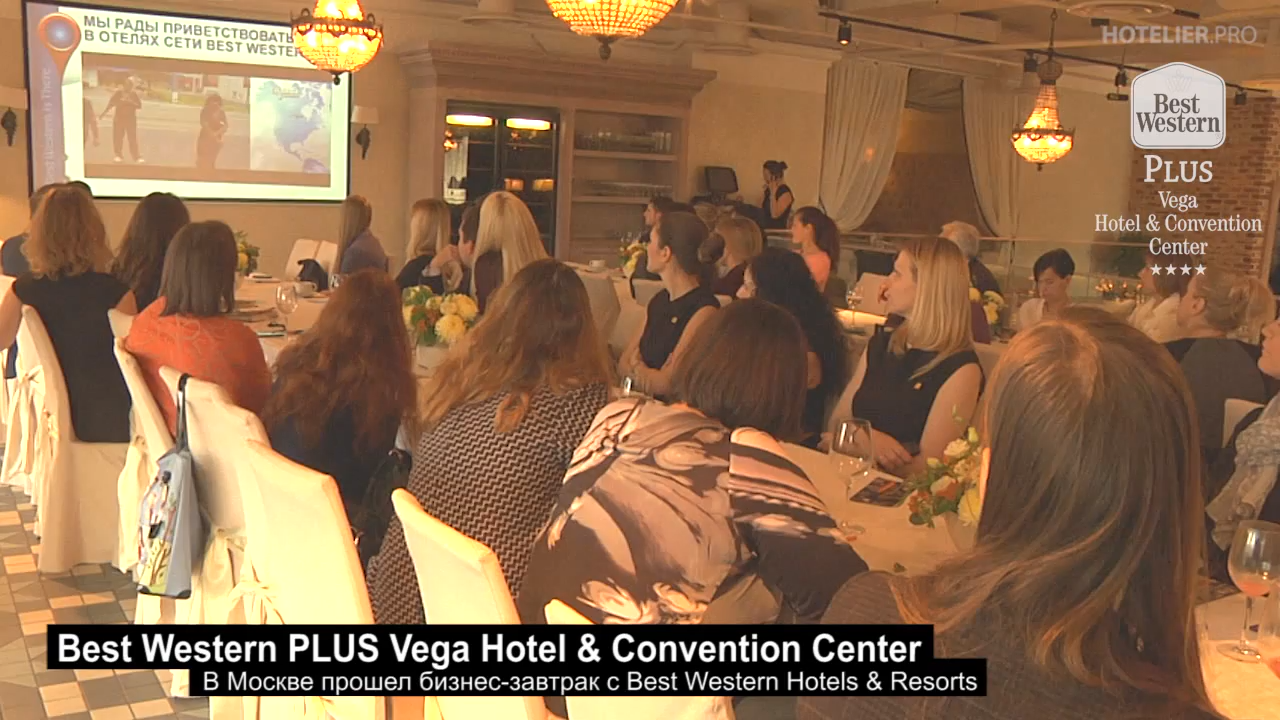 МЫ РАДЫ ПРИВЕТСТВОВАТЬ
В ОТЕЛЯХ СЕТИ BEST WESTER
HOTELIER.PRO
Best
Western
PLUS
Vega
Hotel & Convention
Center
Best Western PLUS Vega Hotel & Convention Center
В Москве прошел бизнес-завтрак с Best Western Hotels & Resorts